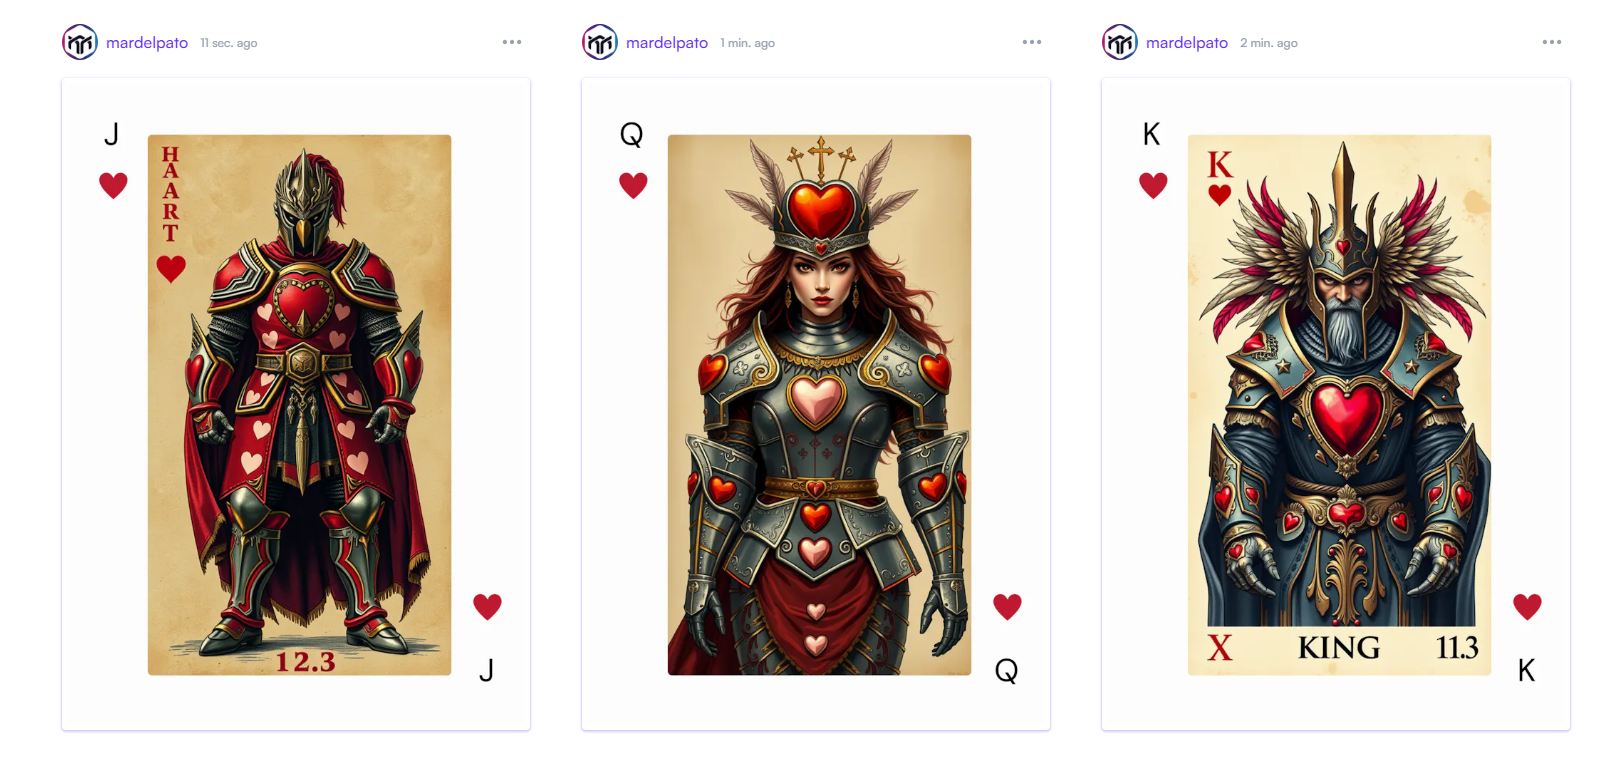 mardelpato 11 sec. ago
J
HAART
12.3
J
mardelpato 1 min. ago
Q
Q
mardelpato 2 min. ago
K
K
X KING 11.3
K